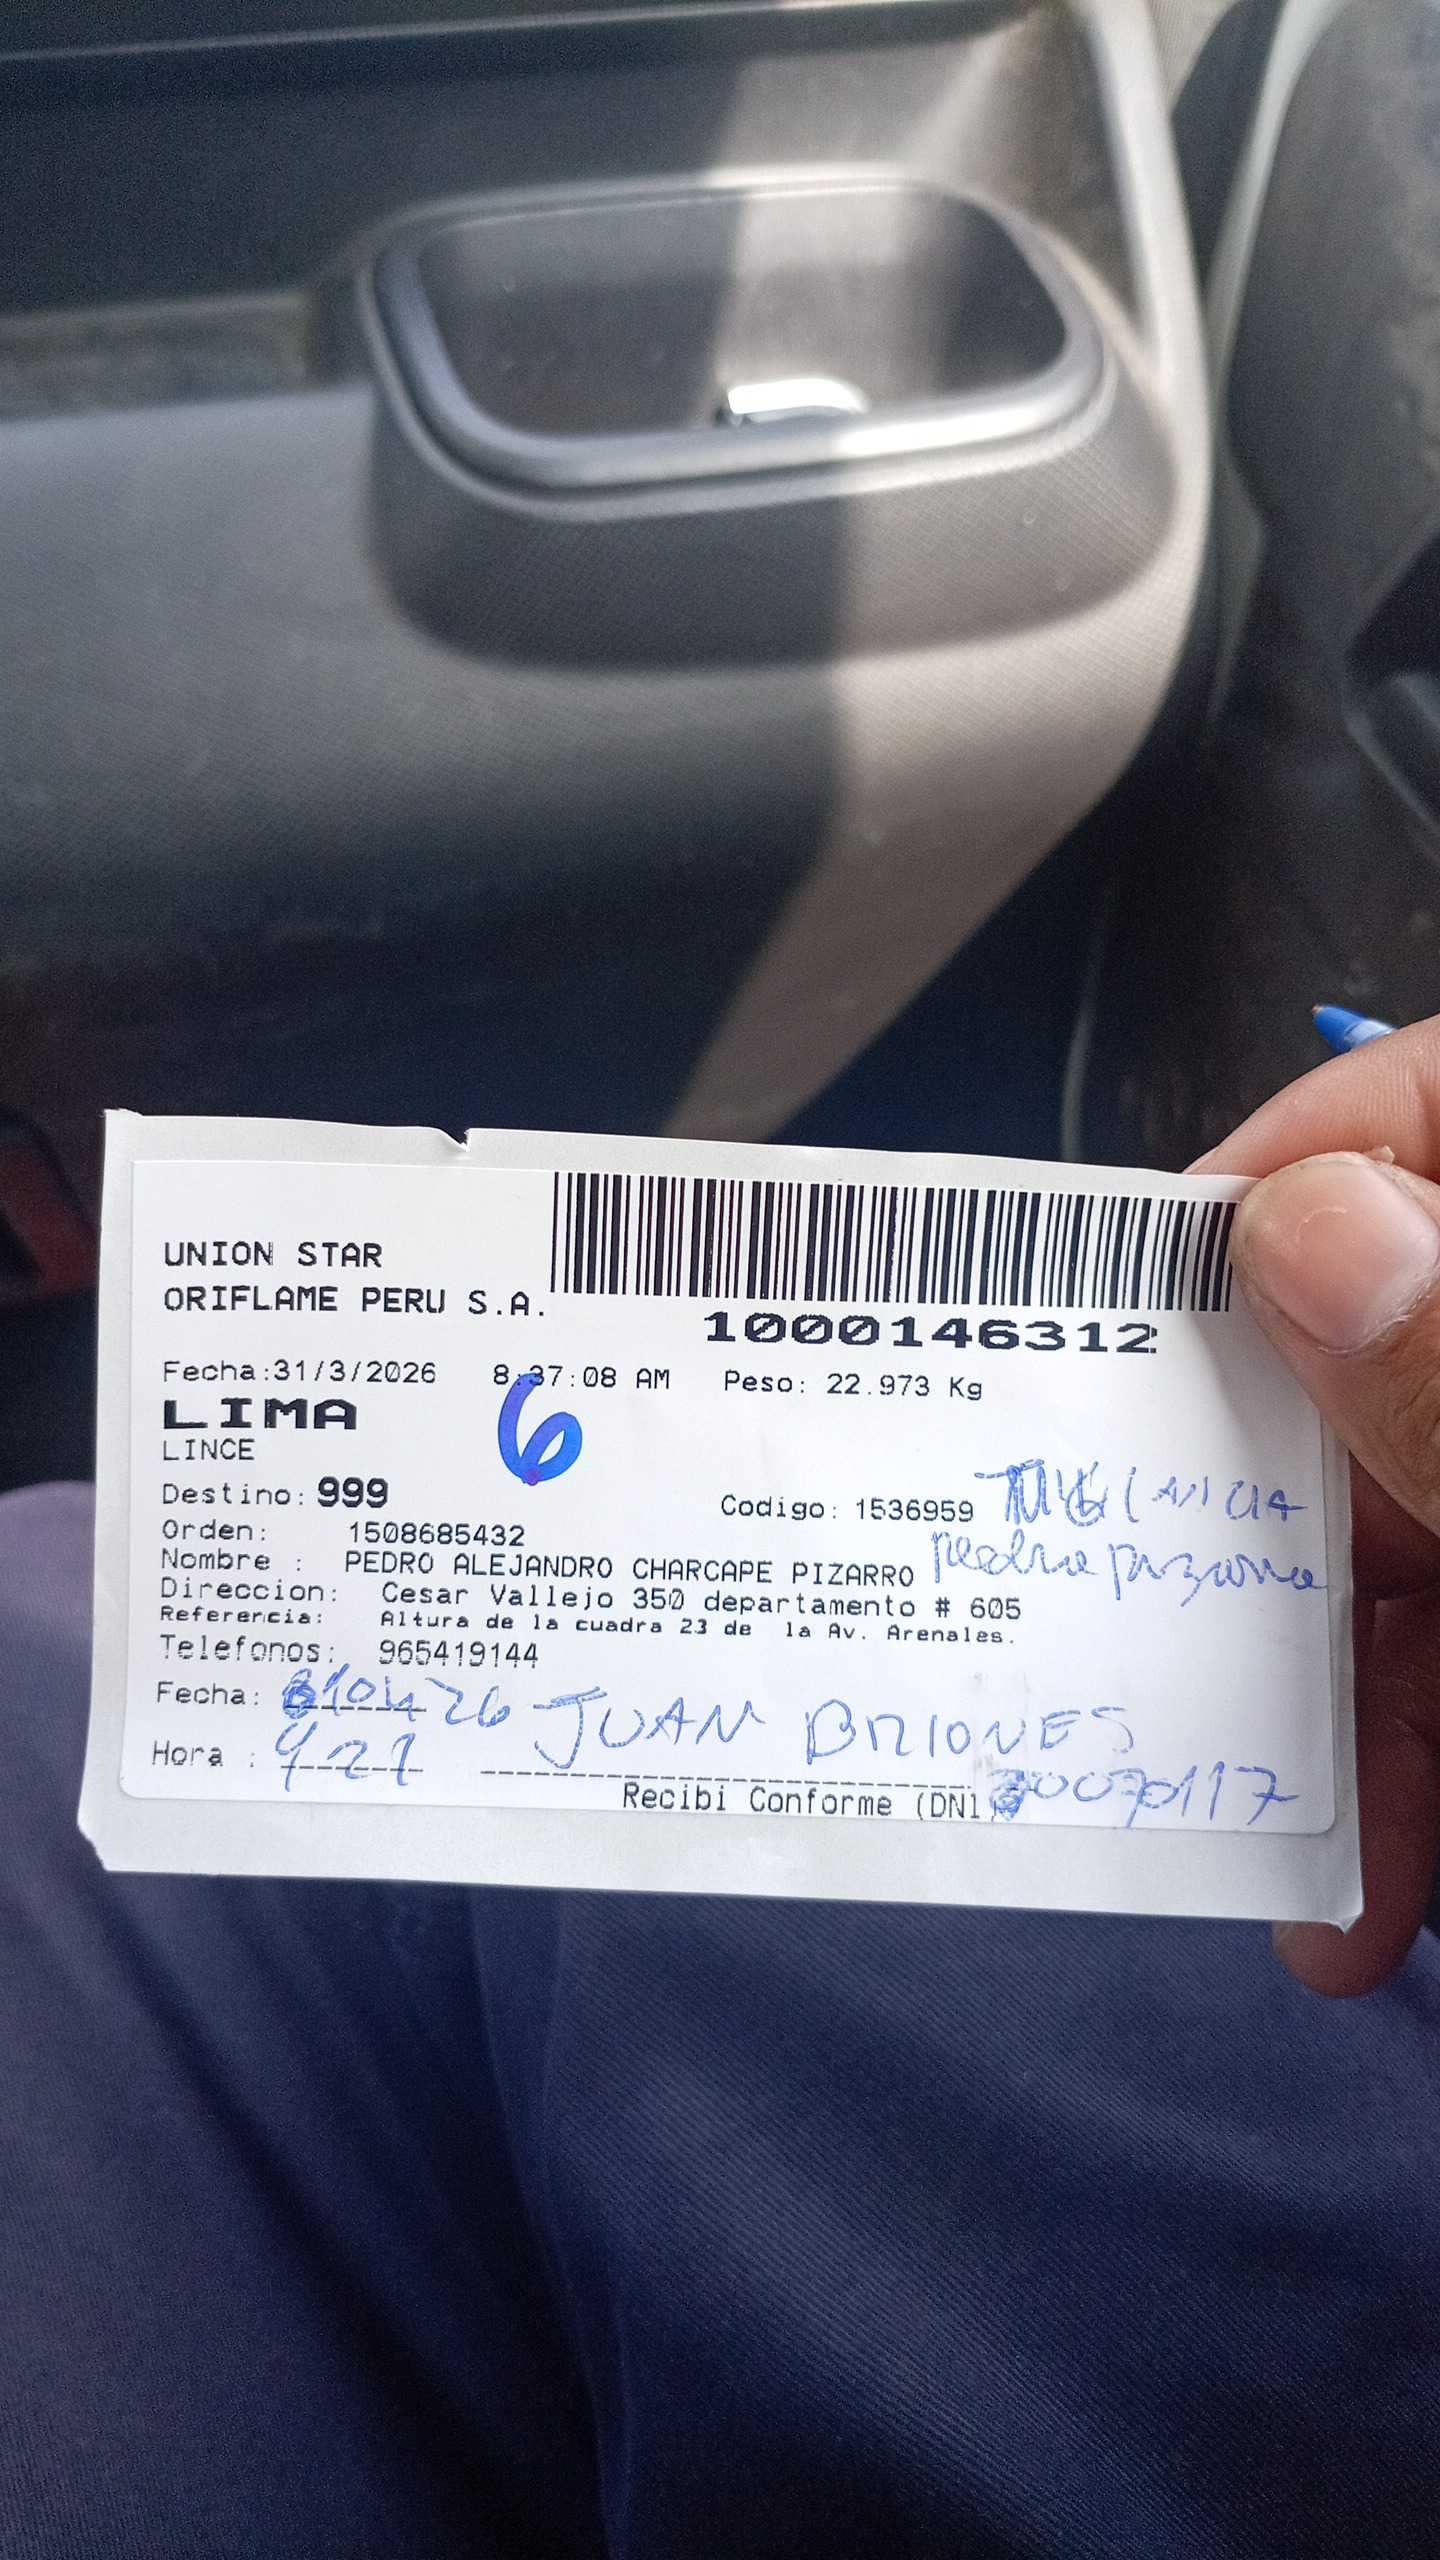 UNION STAR
ORIFLAME PERU S.A.
1000146312
Fecha:31/3/2026 8:37:08 AM Peso: 22.973 Kg
LIMA
6
LINCE
Destino: 999
Codigo: 1536959
Orden: 1508685432
Nombre : PEDRO ALEJANDRO CHARCAPE PIZARRO
pedro pizarro
Direccion: Cesar Vallejo 350 departamento # 605
Referencia: Altura de la cuadra 23 de la Av. Arenales.
Telefonos: 965419144
Fecha:
JUAN BRIONES
Hora :
Recibi Conforme (DNI)